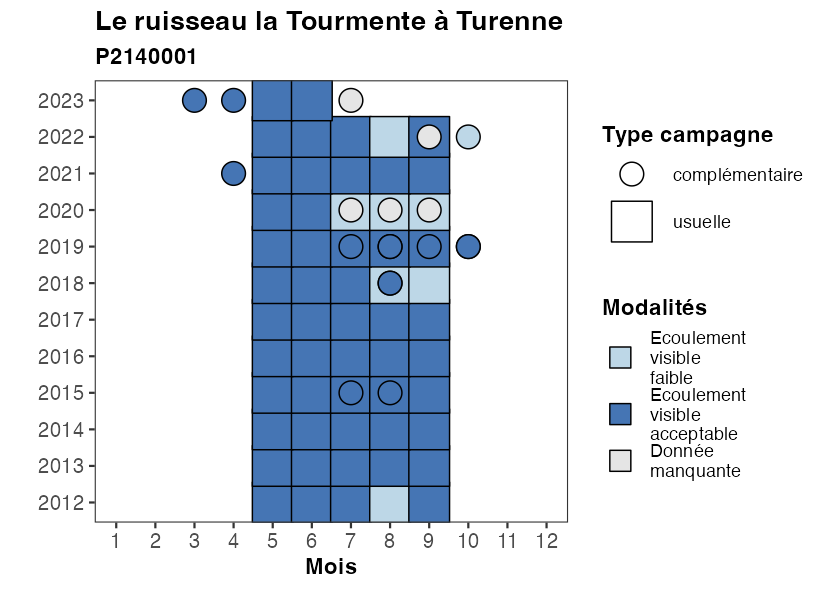 Le ruisseau la Tourmente à Turenne
P2140001
2023
2022
2021
2020
2019
2018
2017
2016
2015
2014
2013
2012
1 2 3 4 5 6 7 8 9 10 11 12
Mois
Type campagne
complémentaire
usuelle
Modalités
Ecoulement
visible
faible
Ecoulement
visible
acceptable
Donnée
manquante